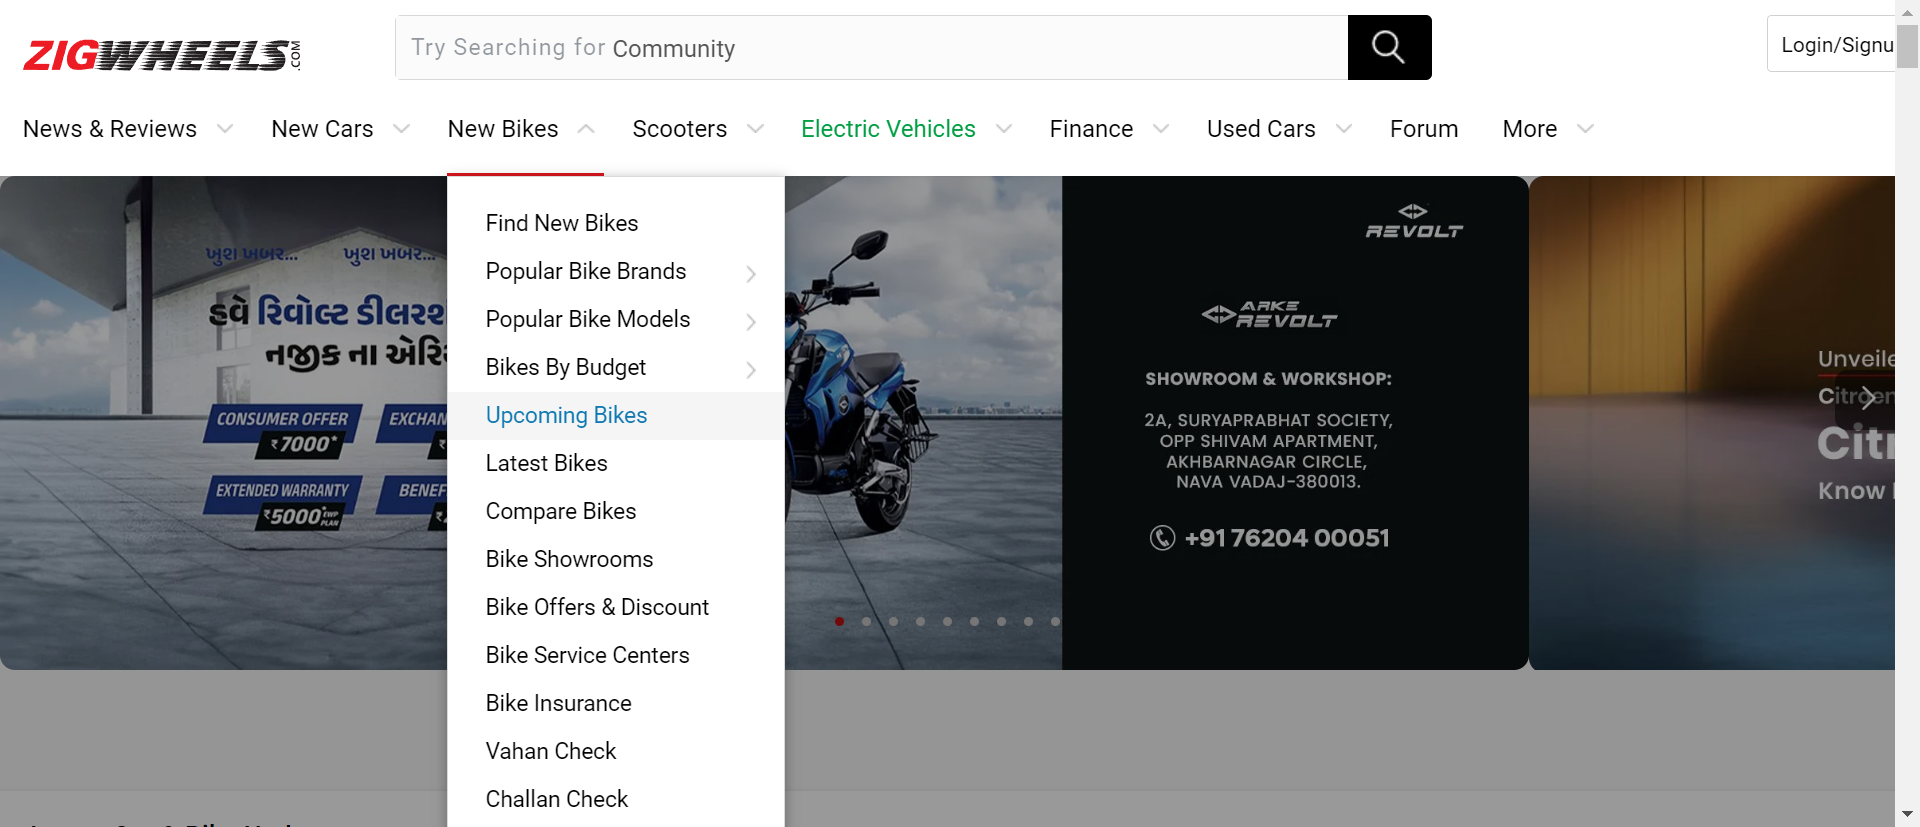 ZIGWHEELS.COM
Try Searching for Community
Login/Signu
News & Reviews
New Cars
New Bikes
Scooters
Electric Vehicles
Finance
Used Cars
Forum
More
Find New Bikes
Popular Bike Brands
Popular Bike Models
Bikes By Budget
Upcoming Bikes
Latest Bikes
Compare Bikes
Bike Showrooms
Bike Offers & Discount
Bike Service Centers
Bike Insurance
Vahan Check
Challan Check
ખુશ ખબર... ખુશ ખબર...
હવે રિવોલ્ટ ડીલરશ
નજીક ના એરિ
CONSUMER OFFER
₹7000*
EXCHAN
EXTENDED WARRANTY
₹5000* EWP PLAN
BENEF
REVOLT
ARKE
REVOLT
SHOWROOM & WORKSHOP:
2A, SURYAPRABHAT SOCIETY,
OPP SHIVAM APARTMENT,
AKHBARNAGAR CIRCLE,
NAVA VADAJ-380013.
+91 76204 00051
Unveile
Citroen
Citr
Know